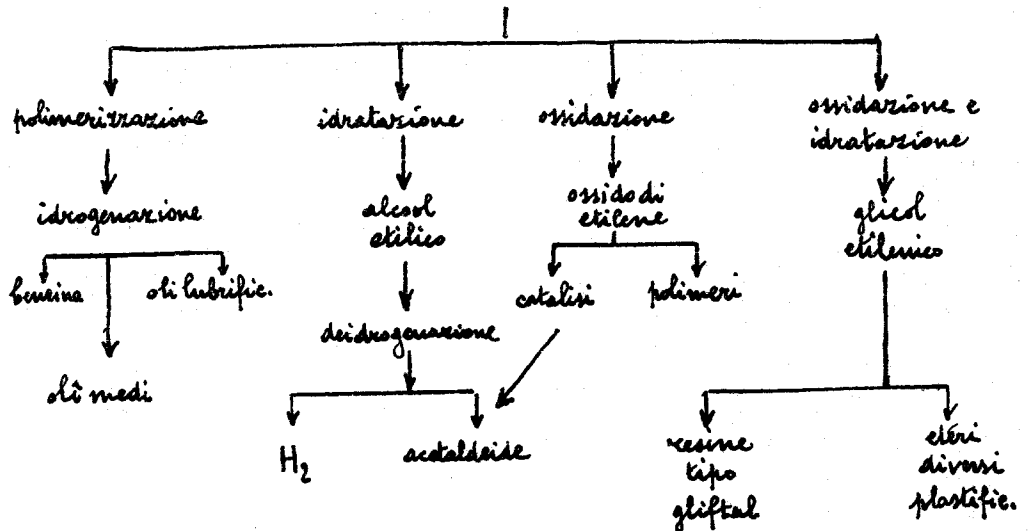 polimerizzazione
idratazione
ossidazione
ossidazione e
idratazione
idrogenazione
alcool
etilico
ossido di
etilene
glicol
etilenico
benzina
oli lubrific.
catalisi
polimeri
deidrogenazione
oli medi
H₂
acetaldeide
resine
tipo
gliftal
eteri
diversi
plastific.